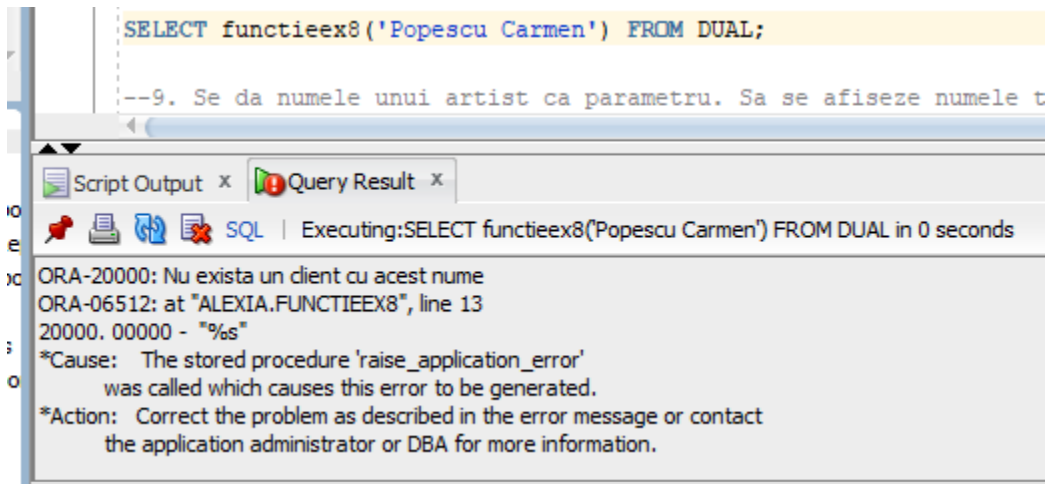 SELECT functieex8('Popescu Carmen') FROM DUAL;
--9. Se da numele unui artist ca parametru. Sa se afiseze numele t
Script Output x Query Result x
SQL | Executing:SELECT functieex8('Popescu Carmen') FROM DUAL in 0 seconds
ORA-20000: Nu exista un client cu acest nume
ORA-06512: at "ALEXIA.FUNCTIEEX8", line 13
20000. 00000 - "%s"
*Cause: The stored procedure 'raise_application_error'
was called which causes this error to be generated.
*Action: Correct the problem as described in the error message or contact
the application administrator or DBA for more information.